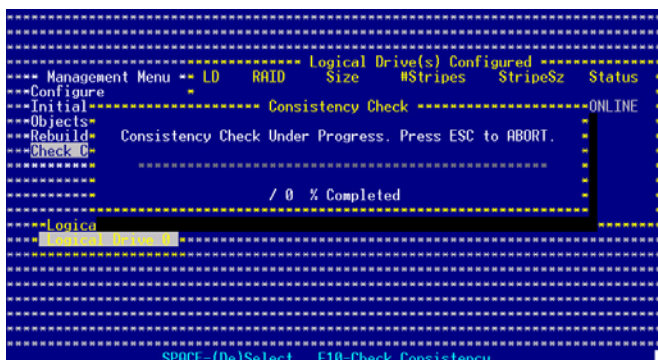 Logical Drive(s) Configured
Management Menu LD RAID Size #Stripes StripeSz Status
Configure
Initial Consistency Check ONLINE
Objects
Rebuild Consistency Check Under Progress. Press ESC to ABORT.
Check C
/ 0 % Completed
Logica
Logical Drive 0
SPACE-(De)Select F10-Check Consistency